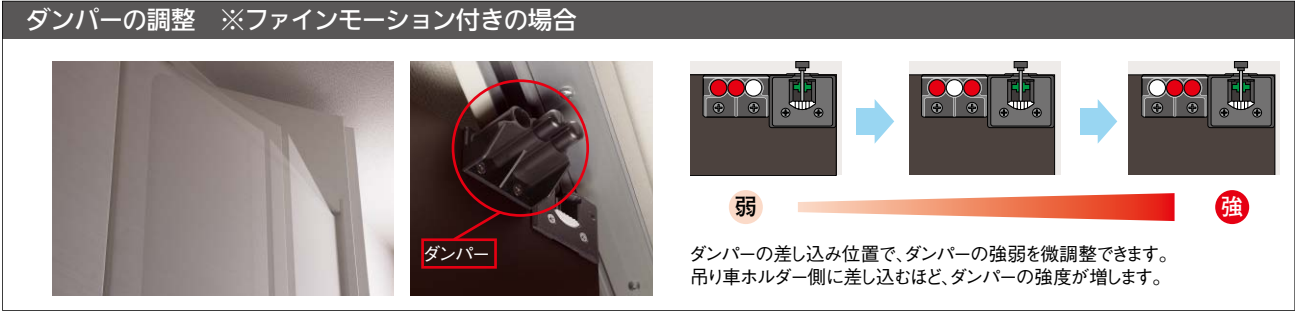 ダンパーの調整　※ファインモーション付きの場合
ダンパー
弱
強
ダンパーの差し込み位置で、ダンパーの強弱を微調整できます。
吊り車ホルダー側に差し込むほど、ダンパーの強度が増します。